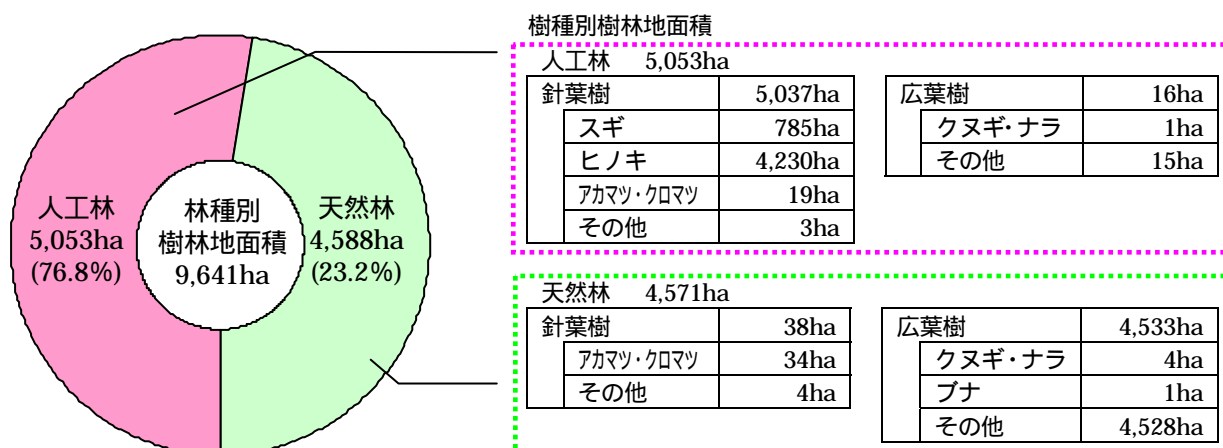 樹種別樹林地面積
人工林
5,053ha
(76.8%)
林種別
樹林地面積
9,641ha
天然林
4,588ha
(23.2%)
人工林 5,053ha
針葉樹 5,037ha
スギ 785ha
ヒノキ 4,230ha
アカマツ・クロマツ 19ha
その他 3ha
広葉樹 16ha
クヌギ・ナラ 1ha
その他 15ha
天然林 4,571ha
針葉樹 38ha
アカマツ・クロマツ 34ha
その他 4ha
広葉樹 4,533ha
クヌギ・ナラ 4ha
ブナ 1ha
その他 4,528ha